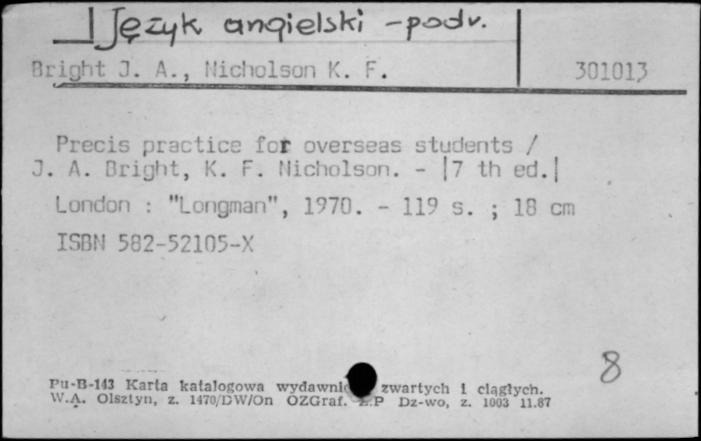 Język angielski - podr.
Bright J. A., Nicholson K. F. 301013
Precis practice for overseas students /
J. A. Bright, K. F. Nicholson. - |7 th ed.|
London : "Longman", 1970. - 119 s. ; 18 cm
ISBN 582-52105-X
8
Pu-B-143 Karta katalogowa zwartych i ciągłych.
W.A. Olsztyn, z. 1470/DW/On OZGraf. Z.P Dz-wo, z. 1003 11.87